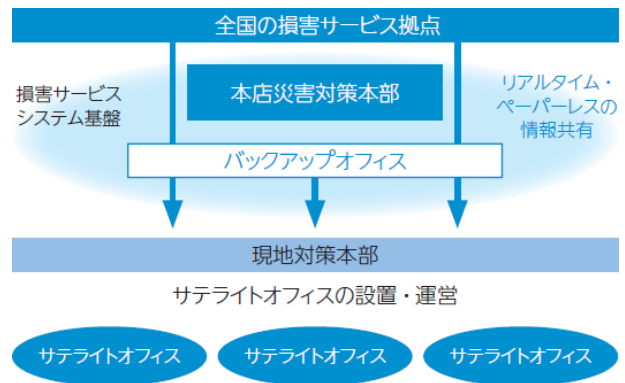 全国の損害サービス拠点
損害サービス
システム基盤
本店災害対策本部
リアルタイム・
ペーパーレスの
情報共有
バックアップオフィス
現地対策本部
サテライトオフィスの設置・運営
サテライトオフィス
サテライトオフィス
サテライトオフィス